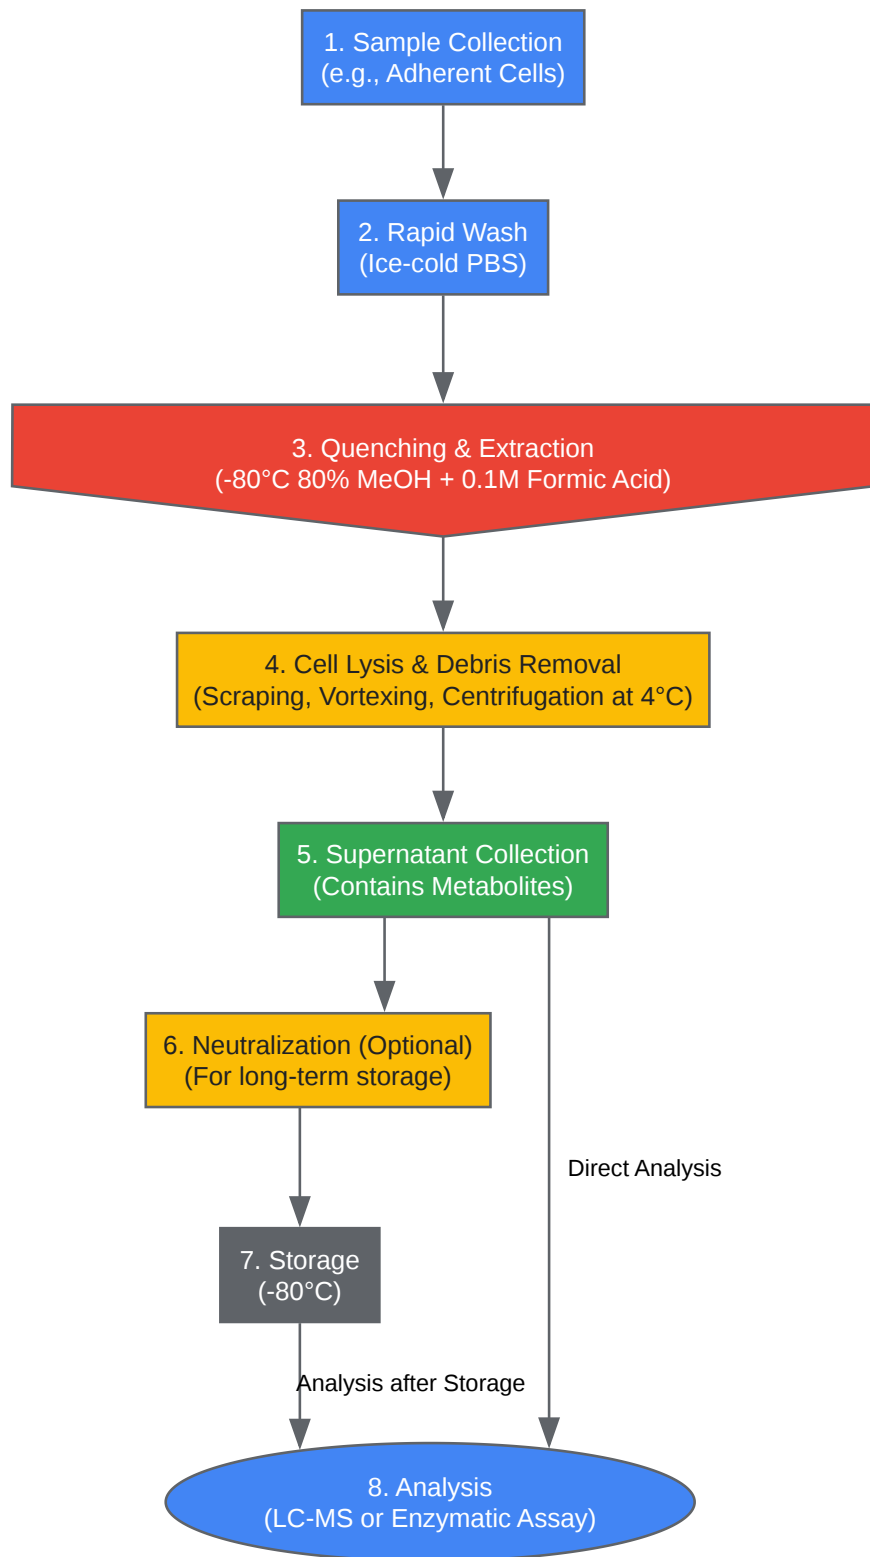 1. Sample Collection
(e.g., Adherent Cells)
2. Rapid Wash
(Ice-cold PBS)
3. Quenching & Extraction
(-80°C 80% MeOH + 0.1M Formic Acid)
4. Cell Lysis & Debris Removal
(Scraping, Vortexing, Centrifugation at 4°C)
5. Supernatant Collection
(Contains Metabolites)
6. Neutralization (Optional)
(For long-term storage)
Direct Analysis
7. Storage
(-80°C)
Analysis after Storage
8. Analysis
(LC-MS or Enzymatic Assay)